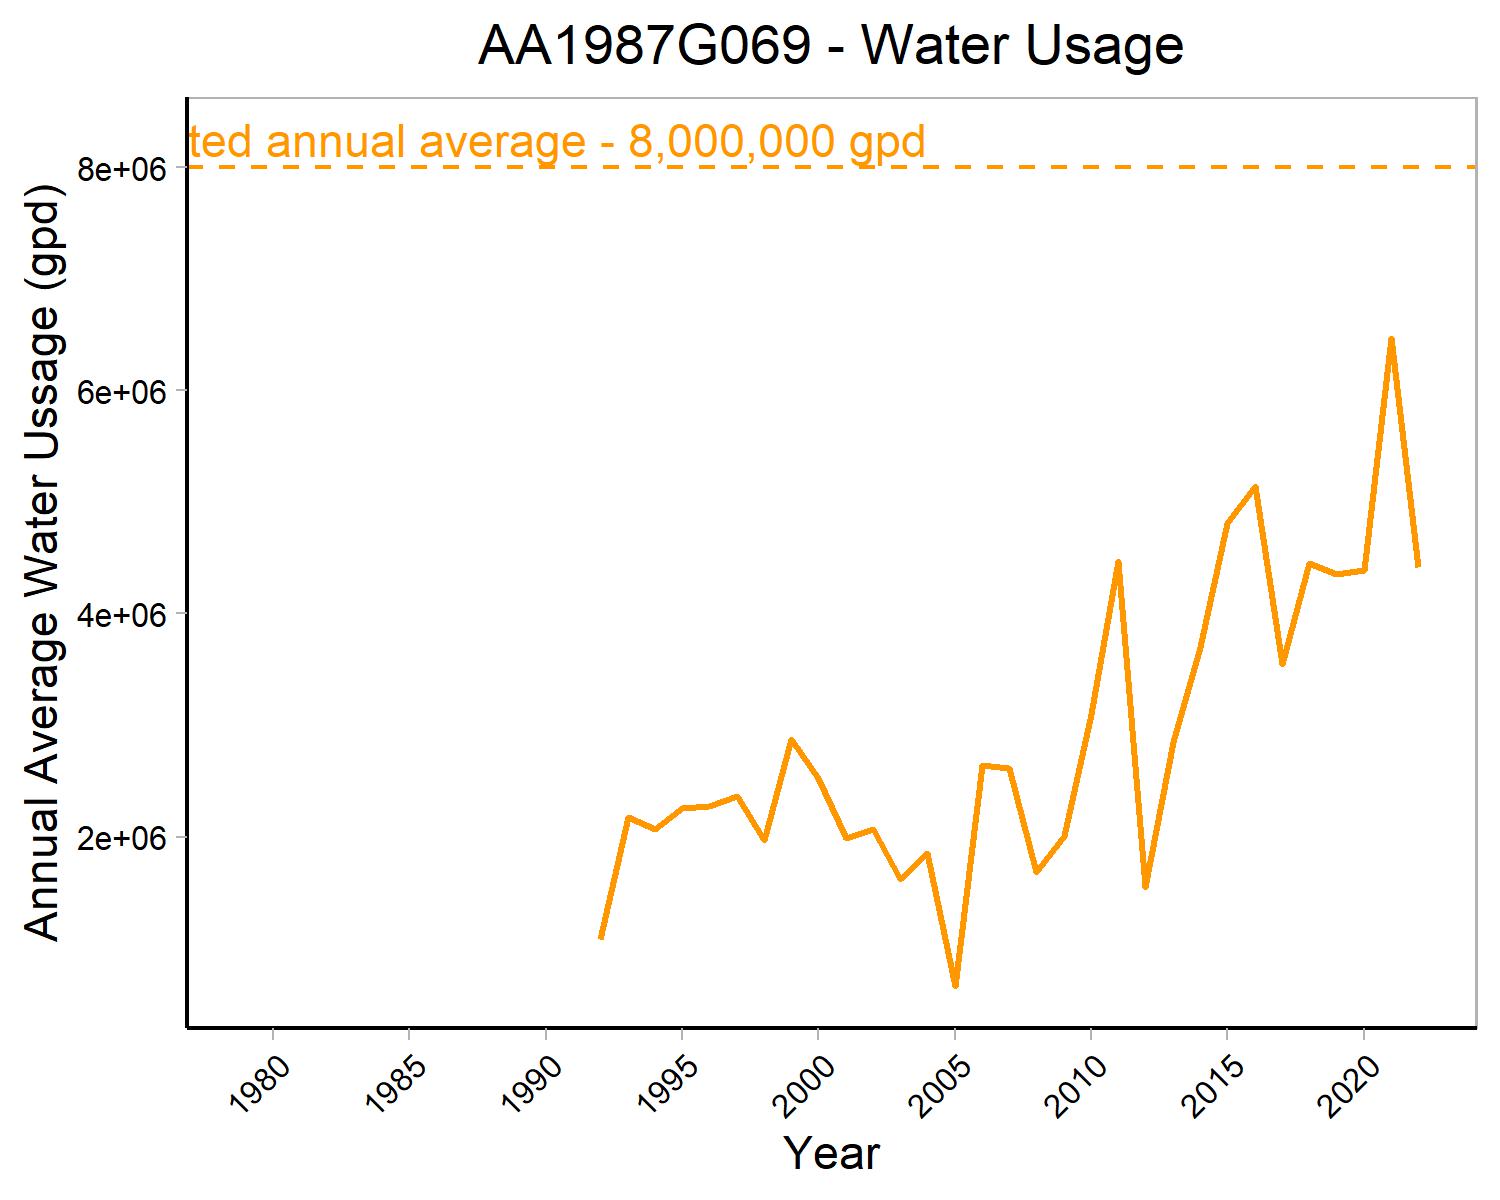 AA1987G069 - Water Usage
ted annual average - 8,000,000 gpd
Annual Average Water Ussage (gpd)
8e+06
6e+06
4e+06
2e+06
1980
1985
1990
1995
2000
2005
2010
2015
2020
Year